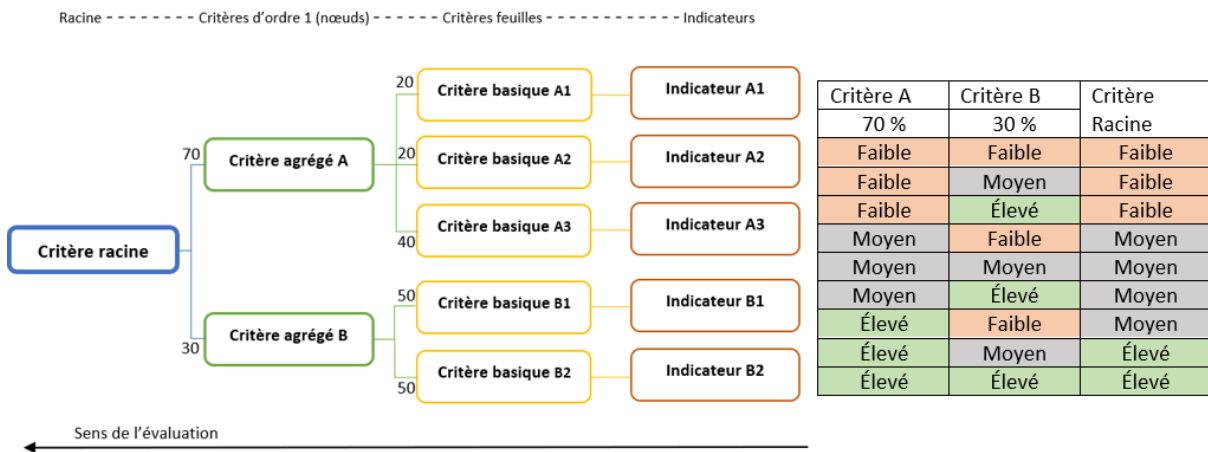 Racine - - - - - - - - - Critères d'ordre 1 (nœuds) - - - - - - - Critères feuilles - - - - - - - - - - Indicateurs
20
Critère basique A1
Indicateur A1
70
Critère agrégé A
20
Critère basique A2
Indicateur A2
40
Critère basique A3
Indicateur A3
Critère racine
50
Critère basique B1
Indicateur B1
30
Critère agrégé B
50
Critère basique B2
Indicateur B2
Sens de l'évaluation
Critère A Critère B Critère
70 % 30 % Racine
Faible Faible Faible
Faible Moyen Faible
Faible Élevé Faible
Moyen Faible Moyen
Moyen Moyen Moyen
Moyen Élevé Moyen
Élevé Faible Moyen
Élevé Moyen Élevé
Élevé Élevé Élevé